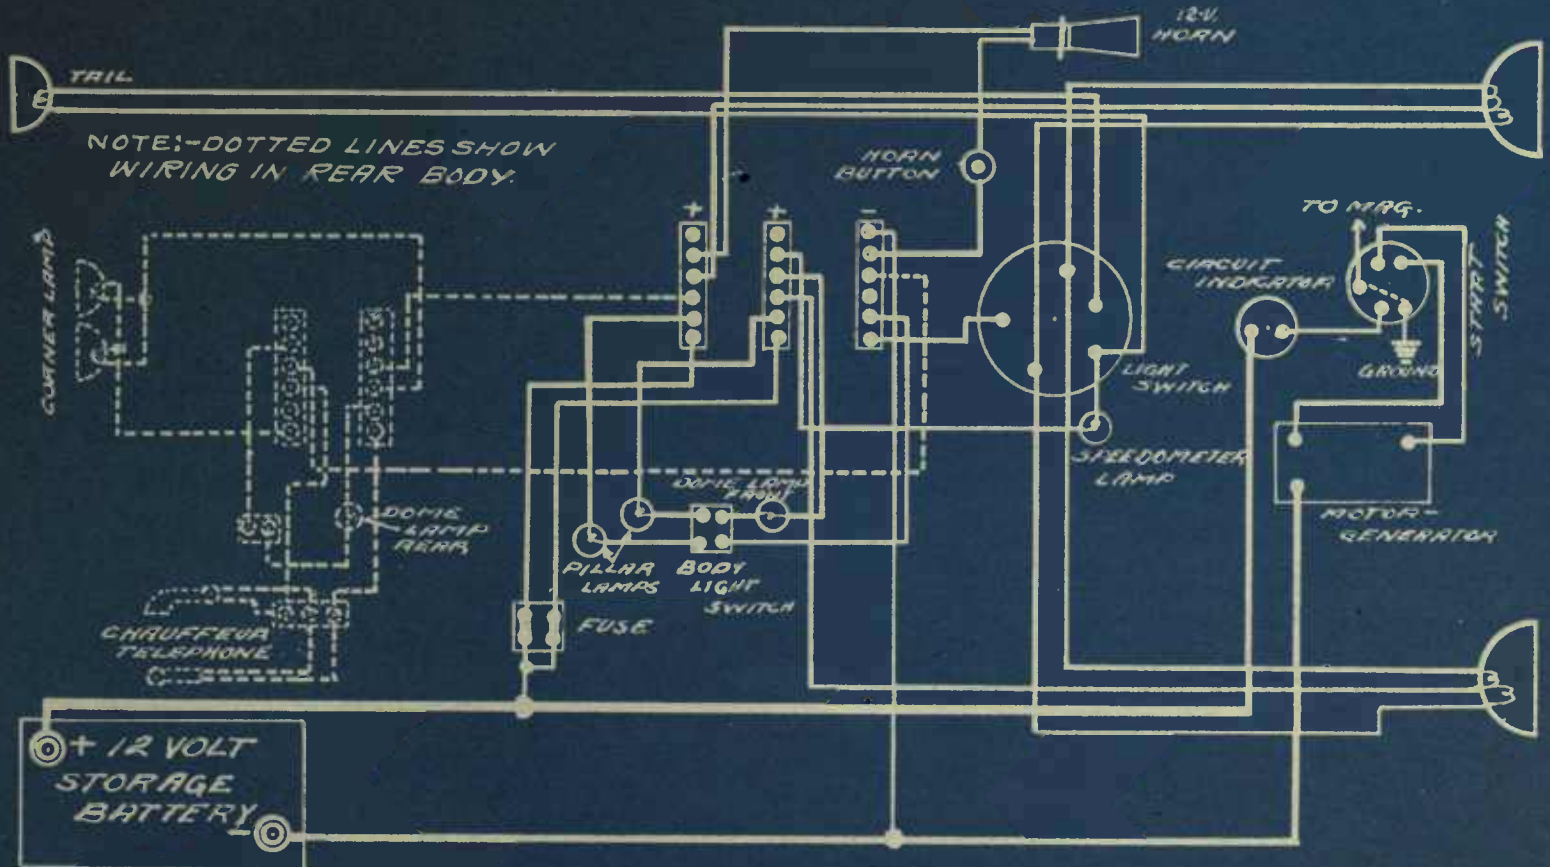 12-V.
HORN
TAIL
NOTE:-DOTTED LINES SHOW
WIRING IN REAR BODY.
HORN
BUTTON
+
+
-
TO MAG.
START
SWITCH
CORNER LAMP
CIRCUIT
INDICATOR
GROUND
LIGHT
SWITCH
SPEEDOMETER
LAMP
DOME LAMP
FRONT
DOME
LAMP
REAR
MOTOR-
GENERATOR
PILLAR
LAMPS
BODY
LIGHT
SWITCH
FUSE
CHAUFFEUR
TELEPHONE
+ 12 VOLT
STORAGE
BATTERY
-